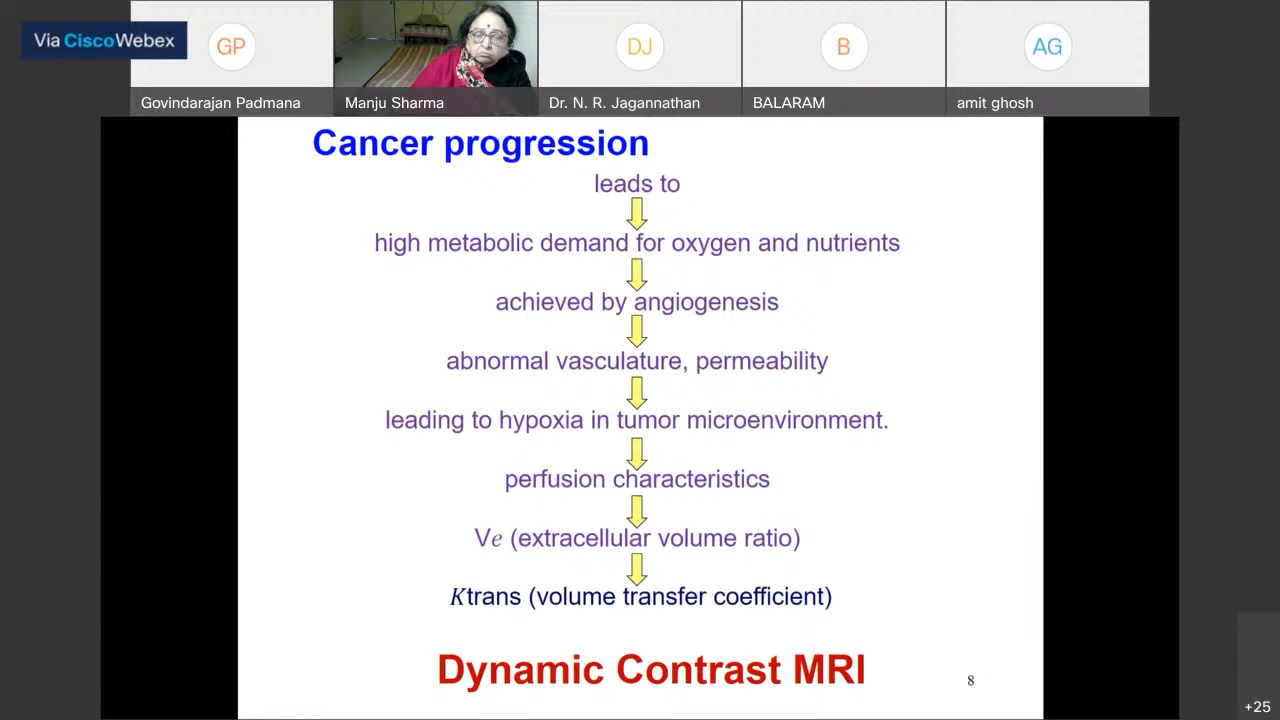 Via Cisco Webex
GP
DJ
B
AG
Govindarajan Padmana
Manju Sharma
Dr. N. R. Jagannathan
BALARAM
amit ghosh
Cancer progression
leads to
high metabolic demand for oxygen and nutrients
achieved by angiogenesis
abnormal vasculature, permeability
leading to hypoxia in tumor microenvironment.
perfusion characteristics
Ve (extracellular volume ratio)
Ktrans (volume transfer coefficient)
Dynamic Contrast MRI
8
+25